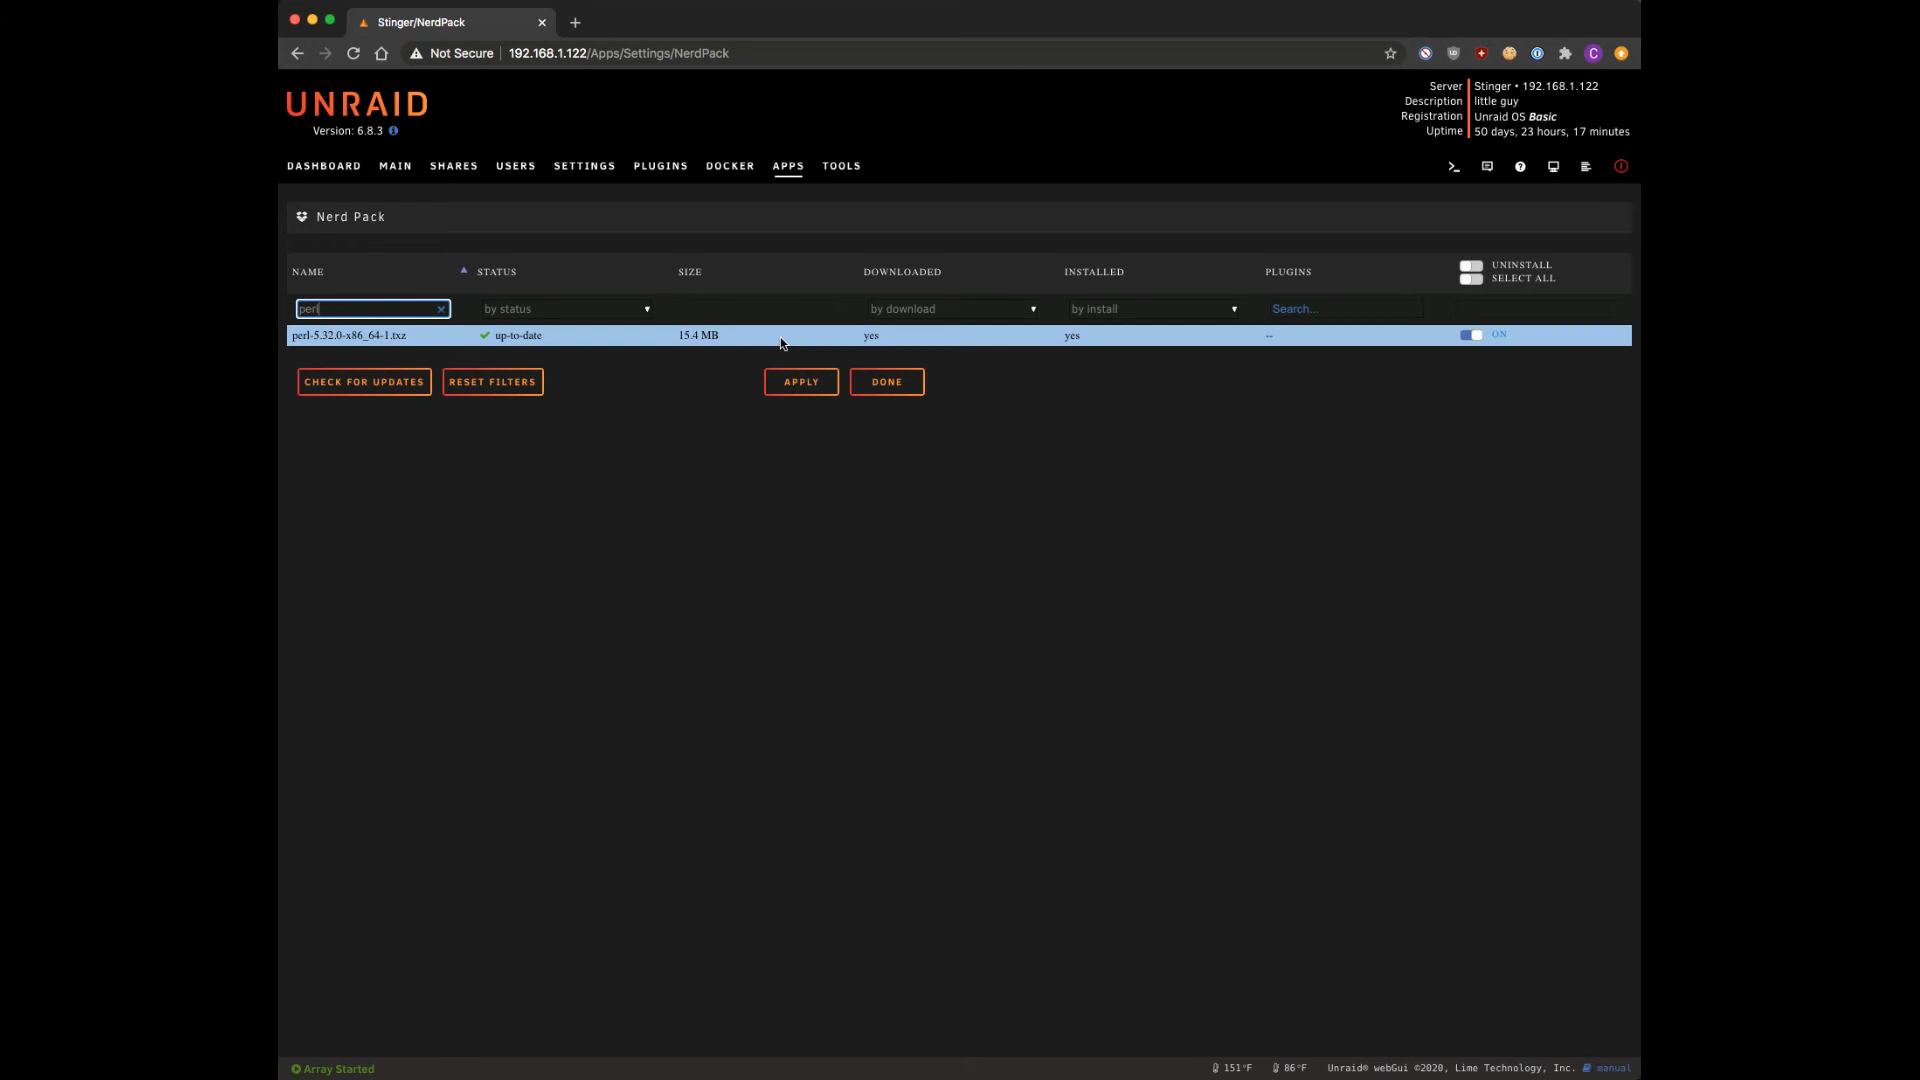 Stinger/NerdPack
Not Secure 192.168.1.122/Apps/Settings/NerdPack
C
UNRAID
Version: 6.8.3
Server Stinger • 192.168.1.122
Description little guy
Registration Unraid OS Basic
Uptime 50 days, 23 hours, 17 minutes
DASHBOARD MAIN SHARES USERS SETTINGS PLUGINS DOCKER APPS TOOLS
Nerd Pack
NAME STATUS SIZE DOWNLOADED INSTALLED PLUGINS UNINSTALL
SELECT ALL
perl by status by download by install Search...
perl-5.32.0-x86_64-1.txz up-to-date 15.4 MB yes yes -- ON
CHECK FOR UPDATES RESET FILTERS APPLY DONE
Array Started 151°F 86°F Unraid® webGui ©2020, Lime Technology, Inc. manual